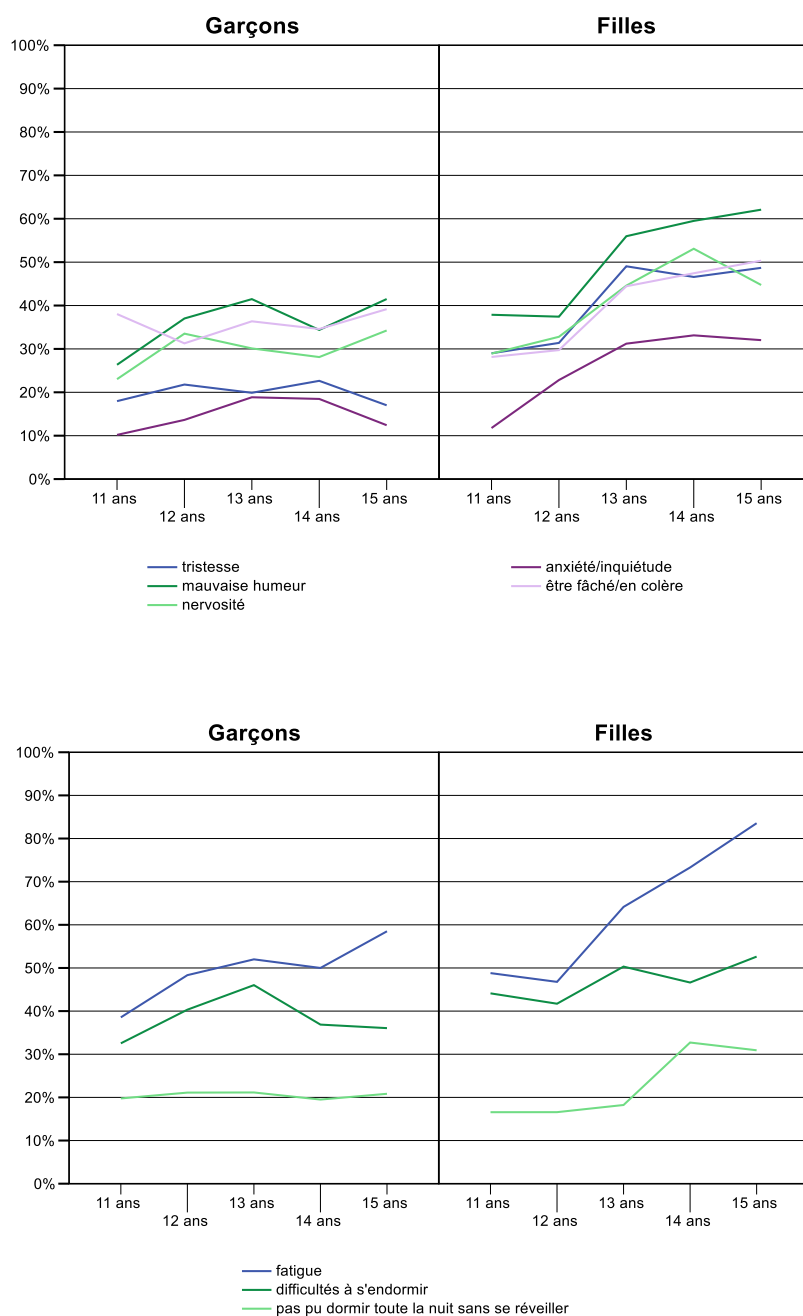 Garçons Filles
100%
90%
80%
70%
60%
50%
40%
30%
20%
10%
0%
11 ans 13 ans 15 ans 11 ans 13 ans 15 ans
12 ans 14 ans 12 ans 14 ans
tristesse anxiété/inquiétude
mauvaise humeur être fâché/en colère
nervosité
Garçons Filles
100%
90%
80%
70%
60%
50%
40%
30%
20%
10%
0%
11 ans 13 ans 15 ans 11 ans 13 ans 15 ans
12 ans 14 ans 12 ans 14 ans
fatigue
difficultés à s'endormir
pas pu dormir toute la nuit sans se réveiller